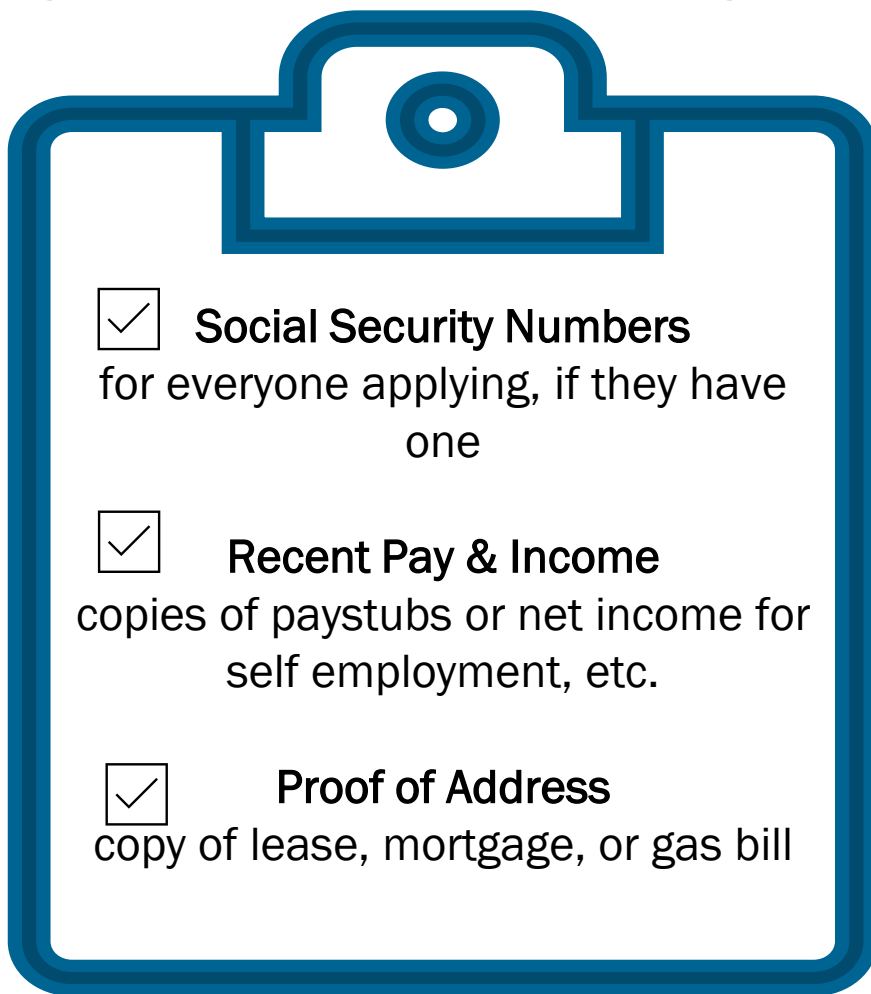 Social Security Numbers
for everyone applying, if they have
one
Recent Pay & Income
copies of paystubs or net income for
self employment, etc.
Proof of Address
copy of lease, mortgage, or gas bill